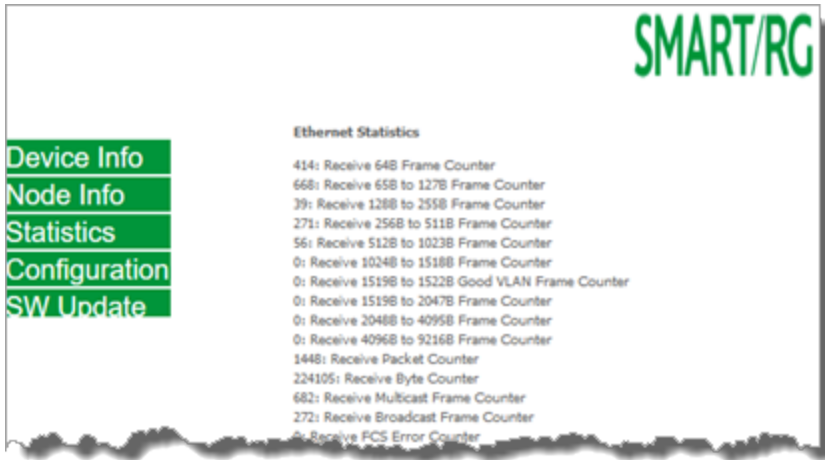 SMART/RG
Device Info
Node Info
Statistics
Configuration
SW Update
Ethernet Statistics
414: Receive 64B Frame Counter
668: Receive 65B to 127B Frame Counter
39: Receive 128B to 255B Frame Counter
271: Receive 256B to 511B Frame Counter
56: Receive 512B to 1023B Frame Counter
0: Receive 1024B to 1518B Frame Counter
0: Receive 1519B to 1522B Good VLAN Frame Counter
0: Receive 1519B to 2047B Frame Counter
0: Receive 2048B to 4095B Frame Counter
0: Receive 4096B to 9216B Frame Counter
1448: Receive Packet Counter
224105: Receive Byte Counter
682: Receive Multicast Frame Counter
272: Receive Broadcast Frame Counter
0: Receive FCS Error Counter